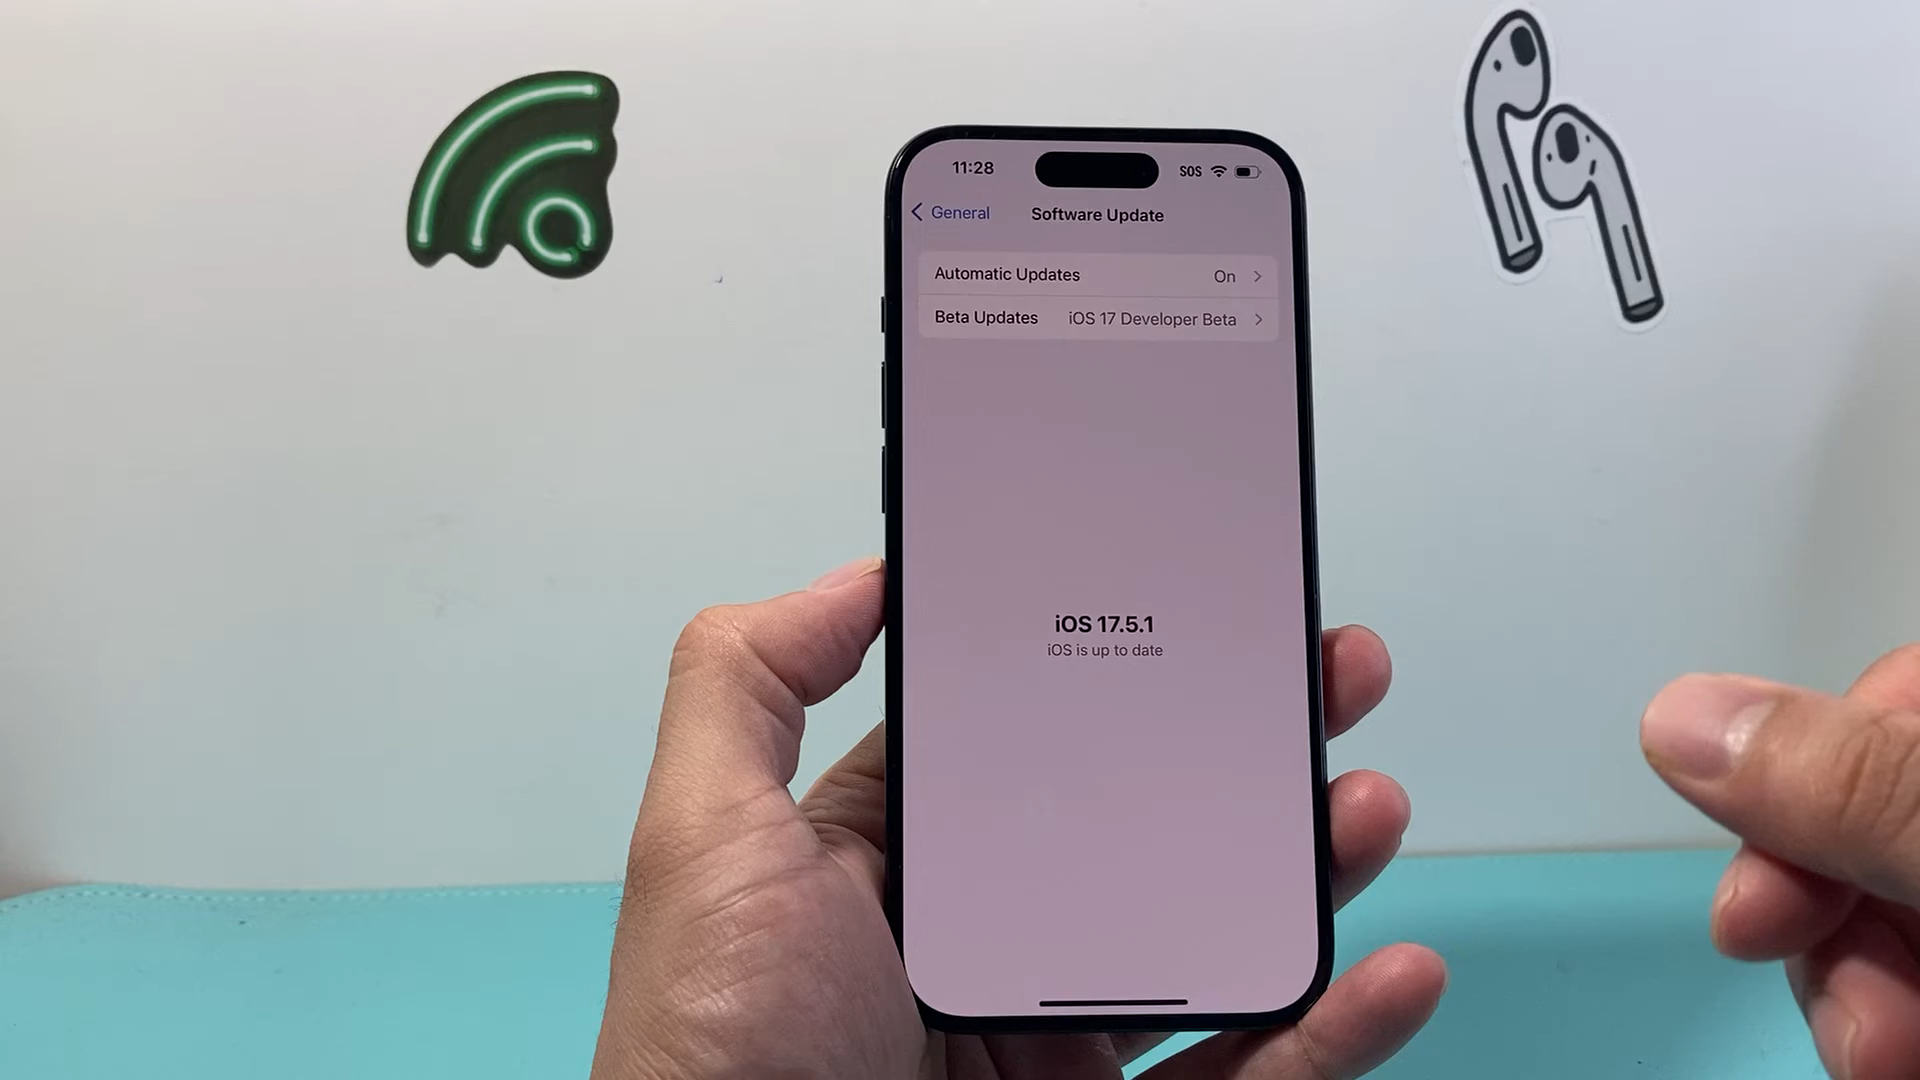 11:28
SOS
General
Software Update
Automatic Updates On
Beta Updates iOS 17 Developer Beta
iOS 17.5.1
iOS is up to date